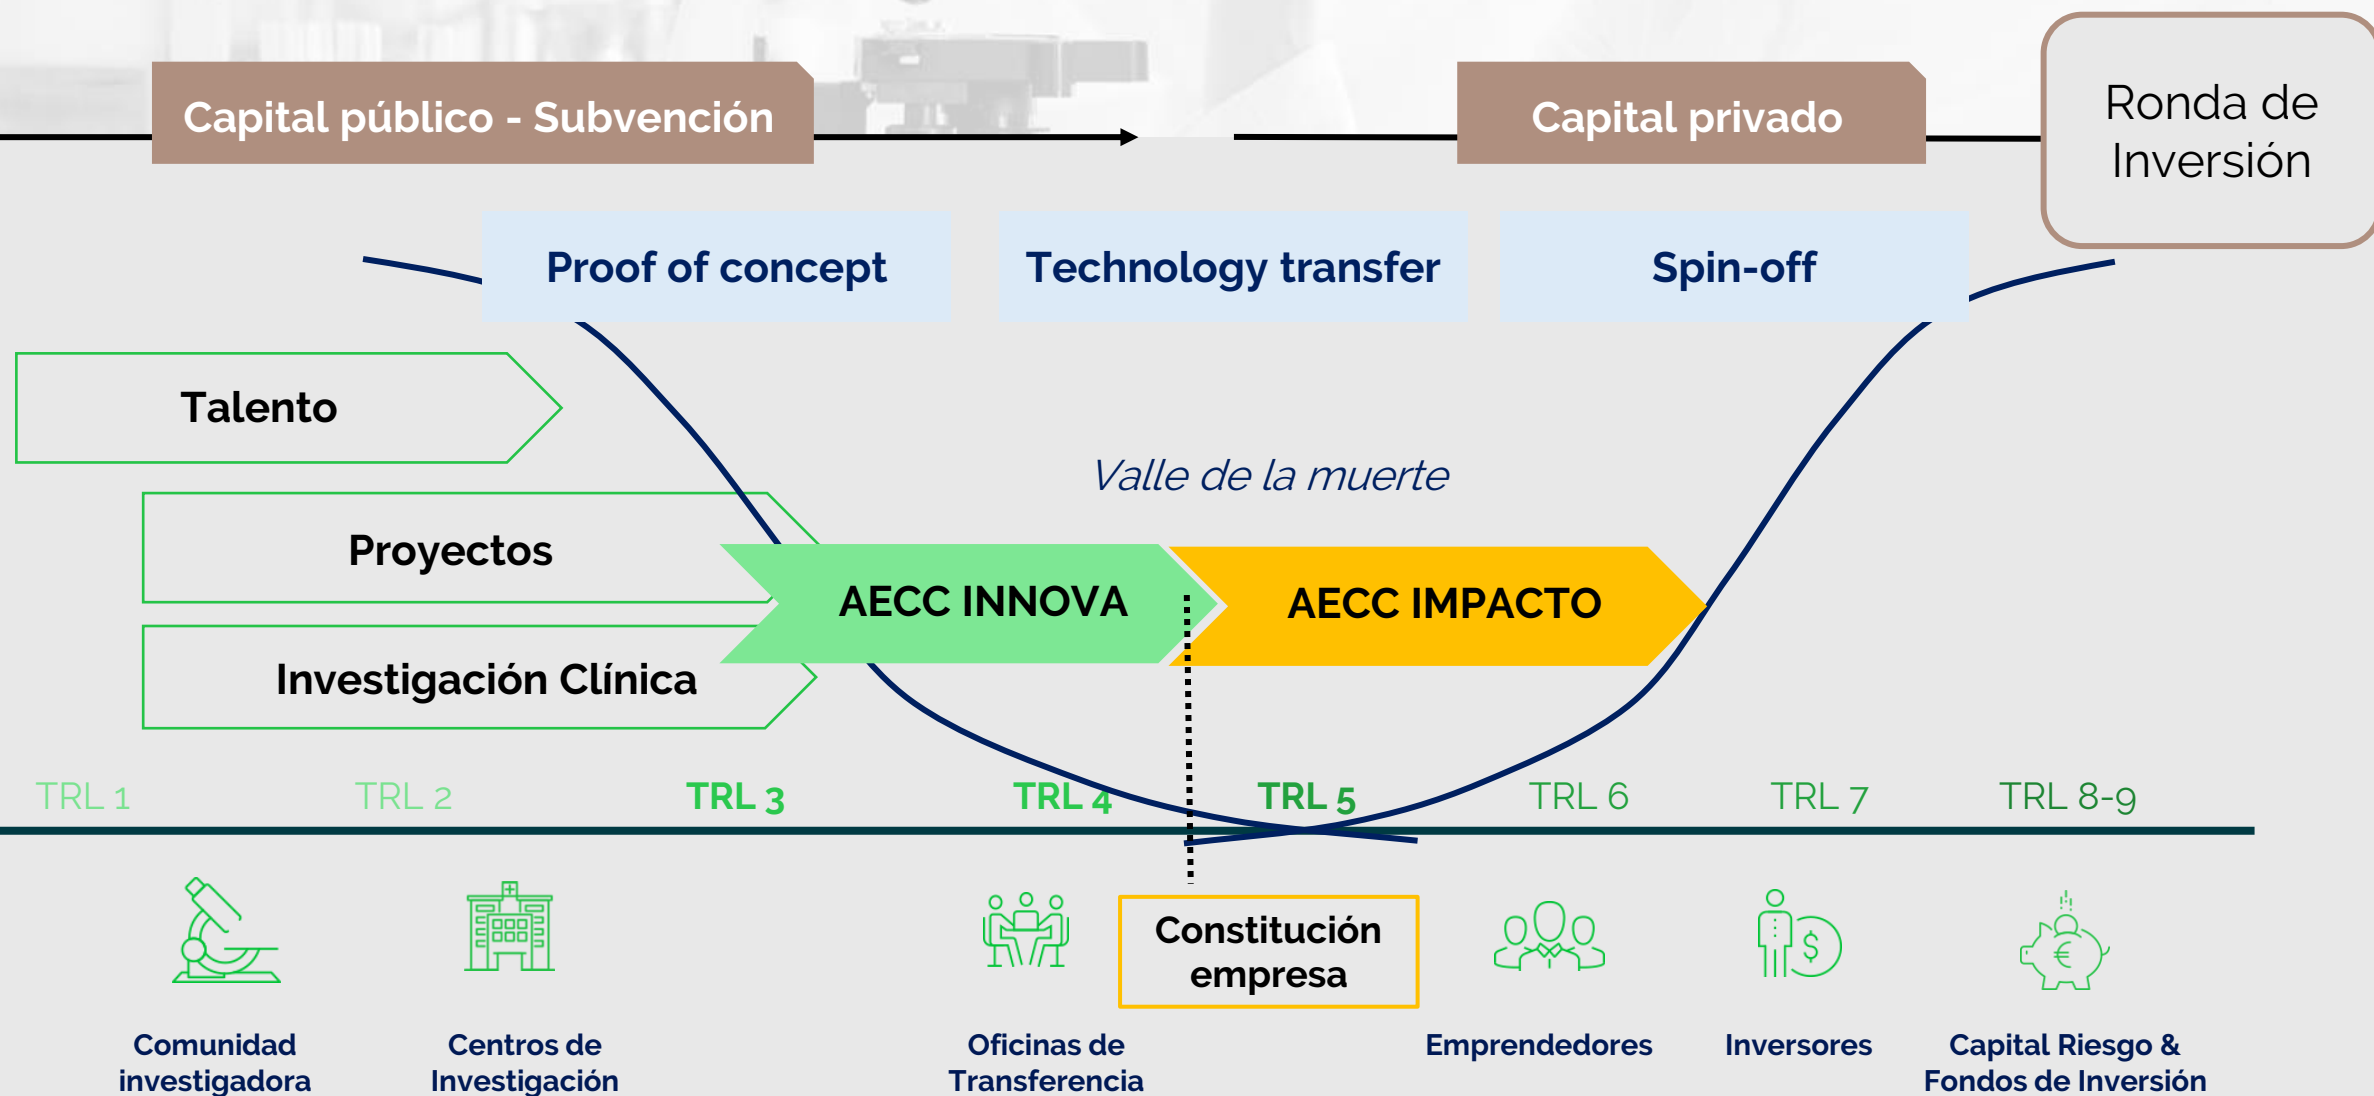 Capital público - Subvención
Capital privado
Ronda de
Inversión
Proof of concept
Technology transfer
Spin-off
Talento
Valle de la muerte
Proyectos
AECC INNOVA
AECC IMPACTO
Investigación Clínica
TRL 1
TRL 2
TRL 3
TRL 4
TRL 5
TRL 6
TRL 7
TRL 8-9
Constitución
empresa
Comunidad
investigadora
Centros de
Investigación
Oficinas de
Transferencia
Emprendedores
Inversores
Capital Riesgo &
Fondos de Inversión